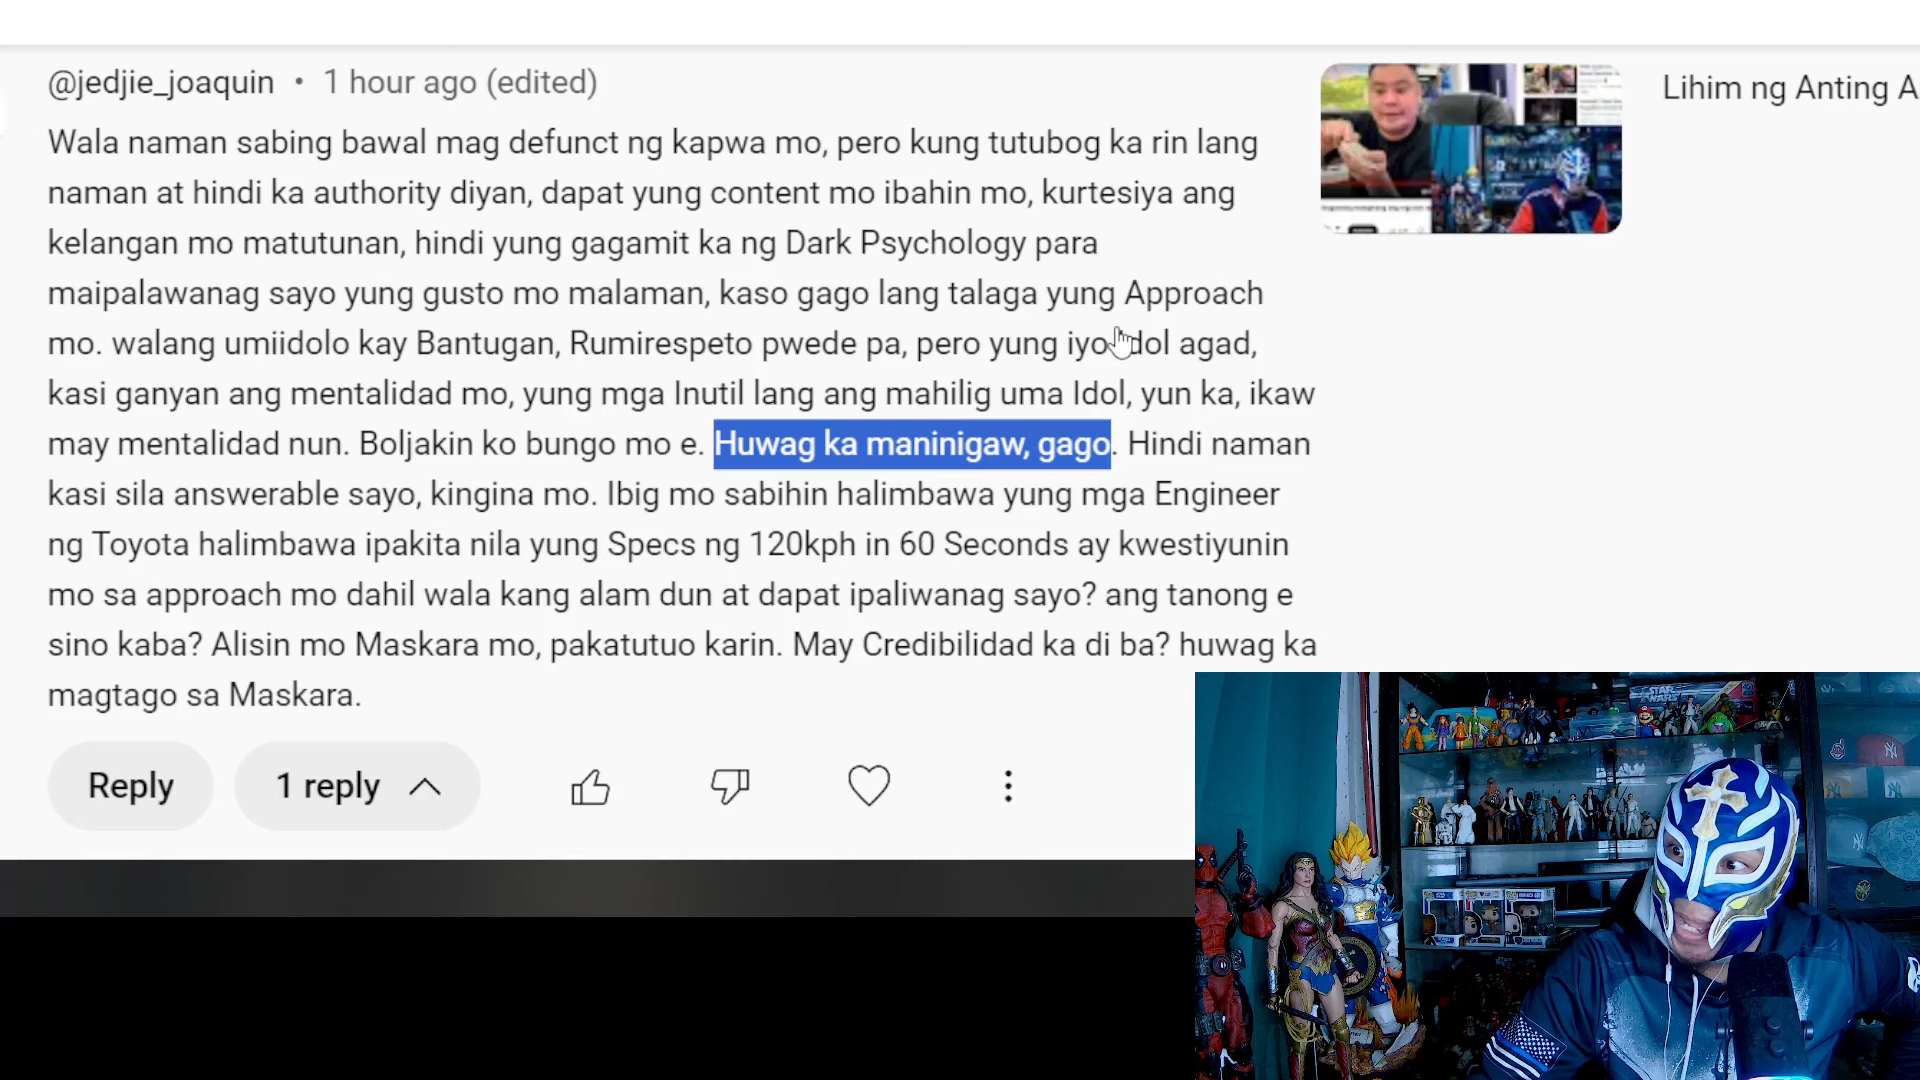 @jedjie_joaquin • 1 hour ago (edited)
Wala naman sabing bawal mag defunct ng kapwa mo, pero kung tutubog ka rin lang
naman at hindi ka authority diyan, dapat yung content mo ibahin mo, kurtesiya ang
kelangan mo matutunan, hindi yung gagamit ka ng Dark Psychology para
maipalawanag sayo yung gusto mo malaman, kaso gago lang talaga yung Approach
mo. walang umiidolo kay Bantugan, Rumirespeto pwede pa, pero yung iyo agad,
kasi ganyan ang mentalidad mo, yung mga Inutil lang ang mahilig uma Idol, yun ka, ikaw
may mentalidad nun. Boljakin ko bungo mo e. Huwag ka maninigaw, gago. Hindi naman
kasi sila answerable sayo, kingina mo. Ibig mo sabihin halimbawa yung mga Engineer
ng Toyota halimbawa ipakita nila yung Specs ng 120kph in 60 Seconds ay kwestiyunin
mo sa approach mo dahil wala kang alam dun at dapat ipaliwanag sayo? ang tanong e
sino kaba? Alisin mo Maskara mo, pakatutuo karin. May Credibilidad ka di ba? huwag ka
magtago sa Maskara.
Reply
1 reply
Lihim ng Anting A
STAR WARS